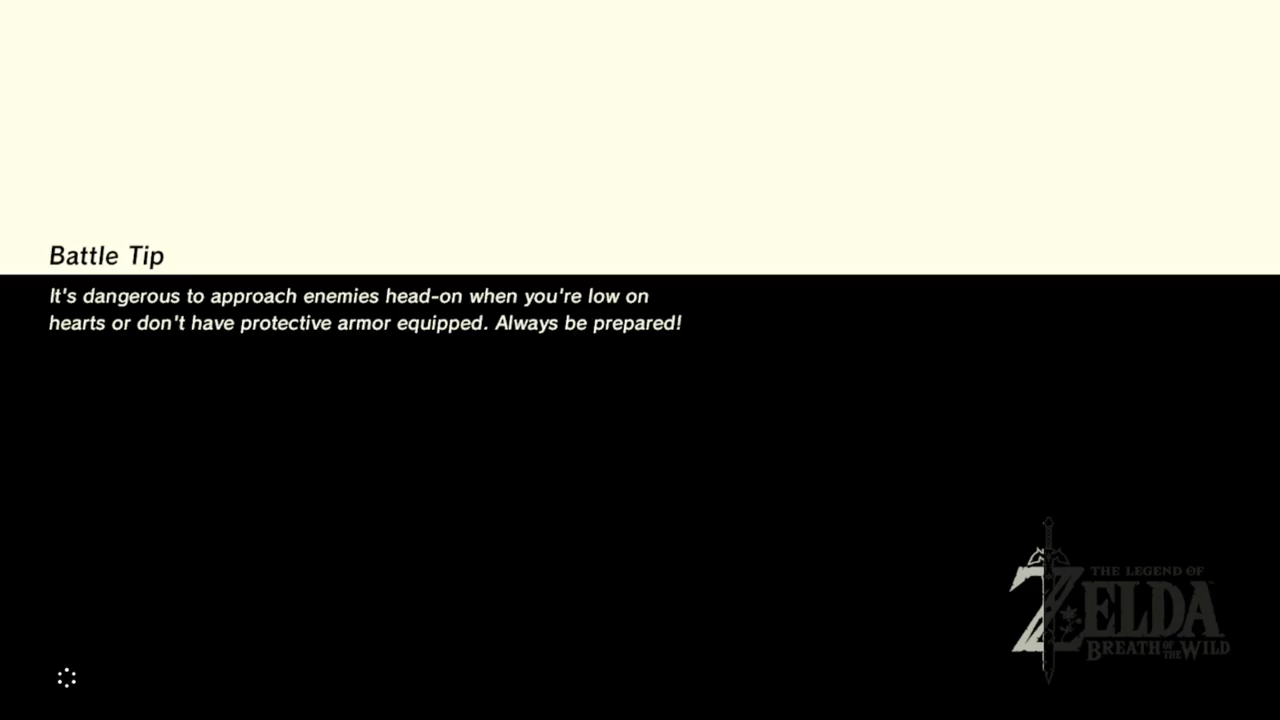 Battle Tip
It's dangerous to approach enemies head-on when you're low on
hearts or don't have protective armor equipped. Always be prepared!
THE LEGEND OF
ZELDA
BREATH OF THE WILD